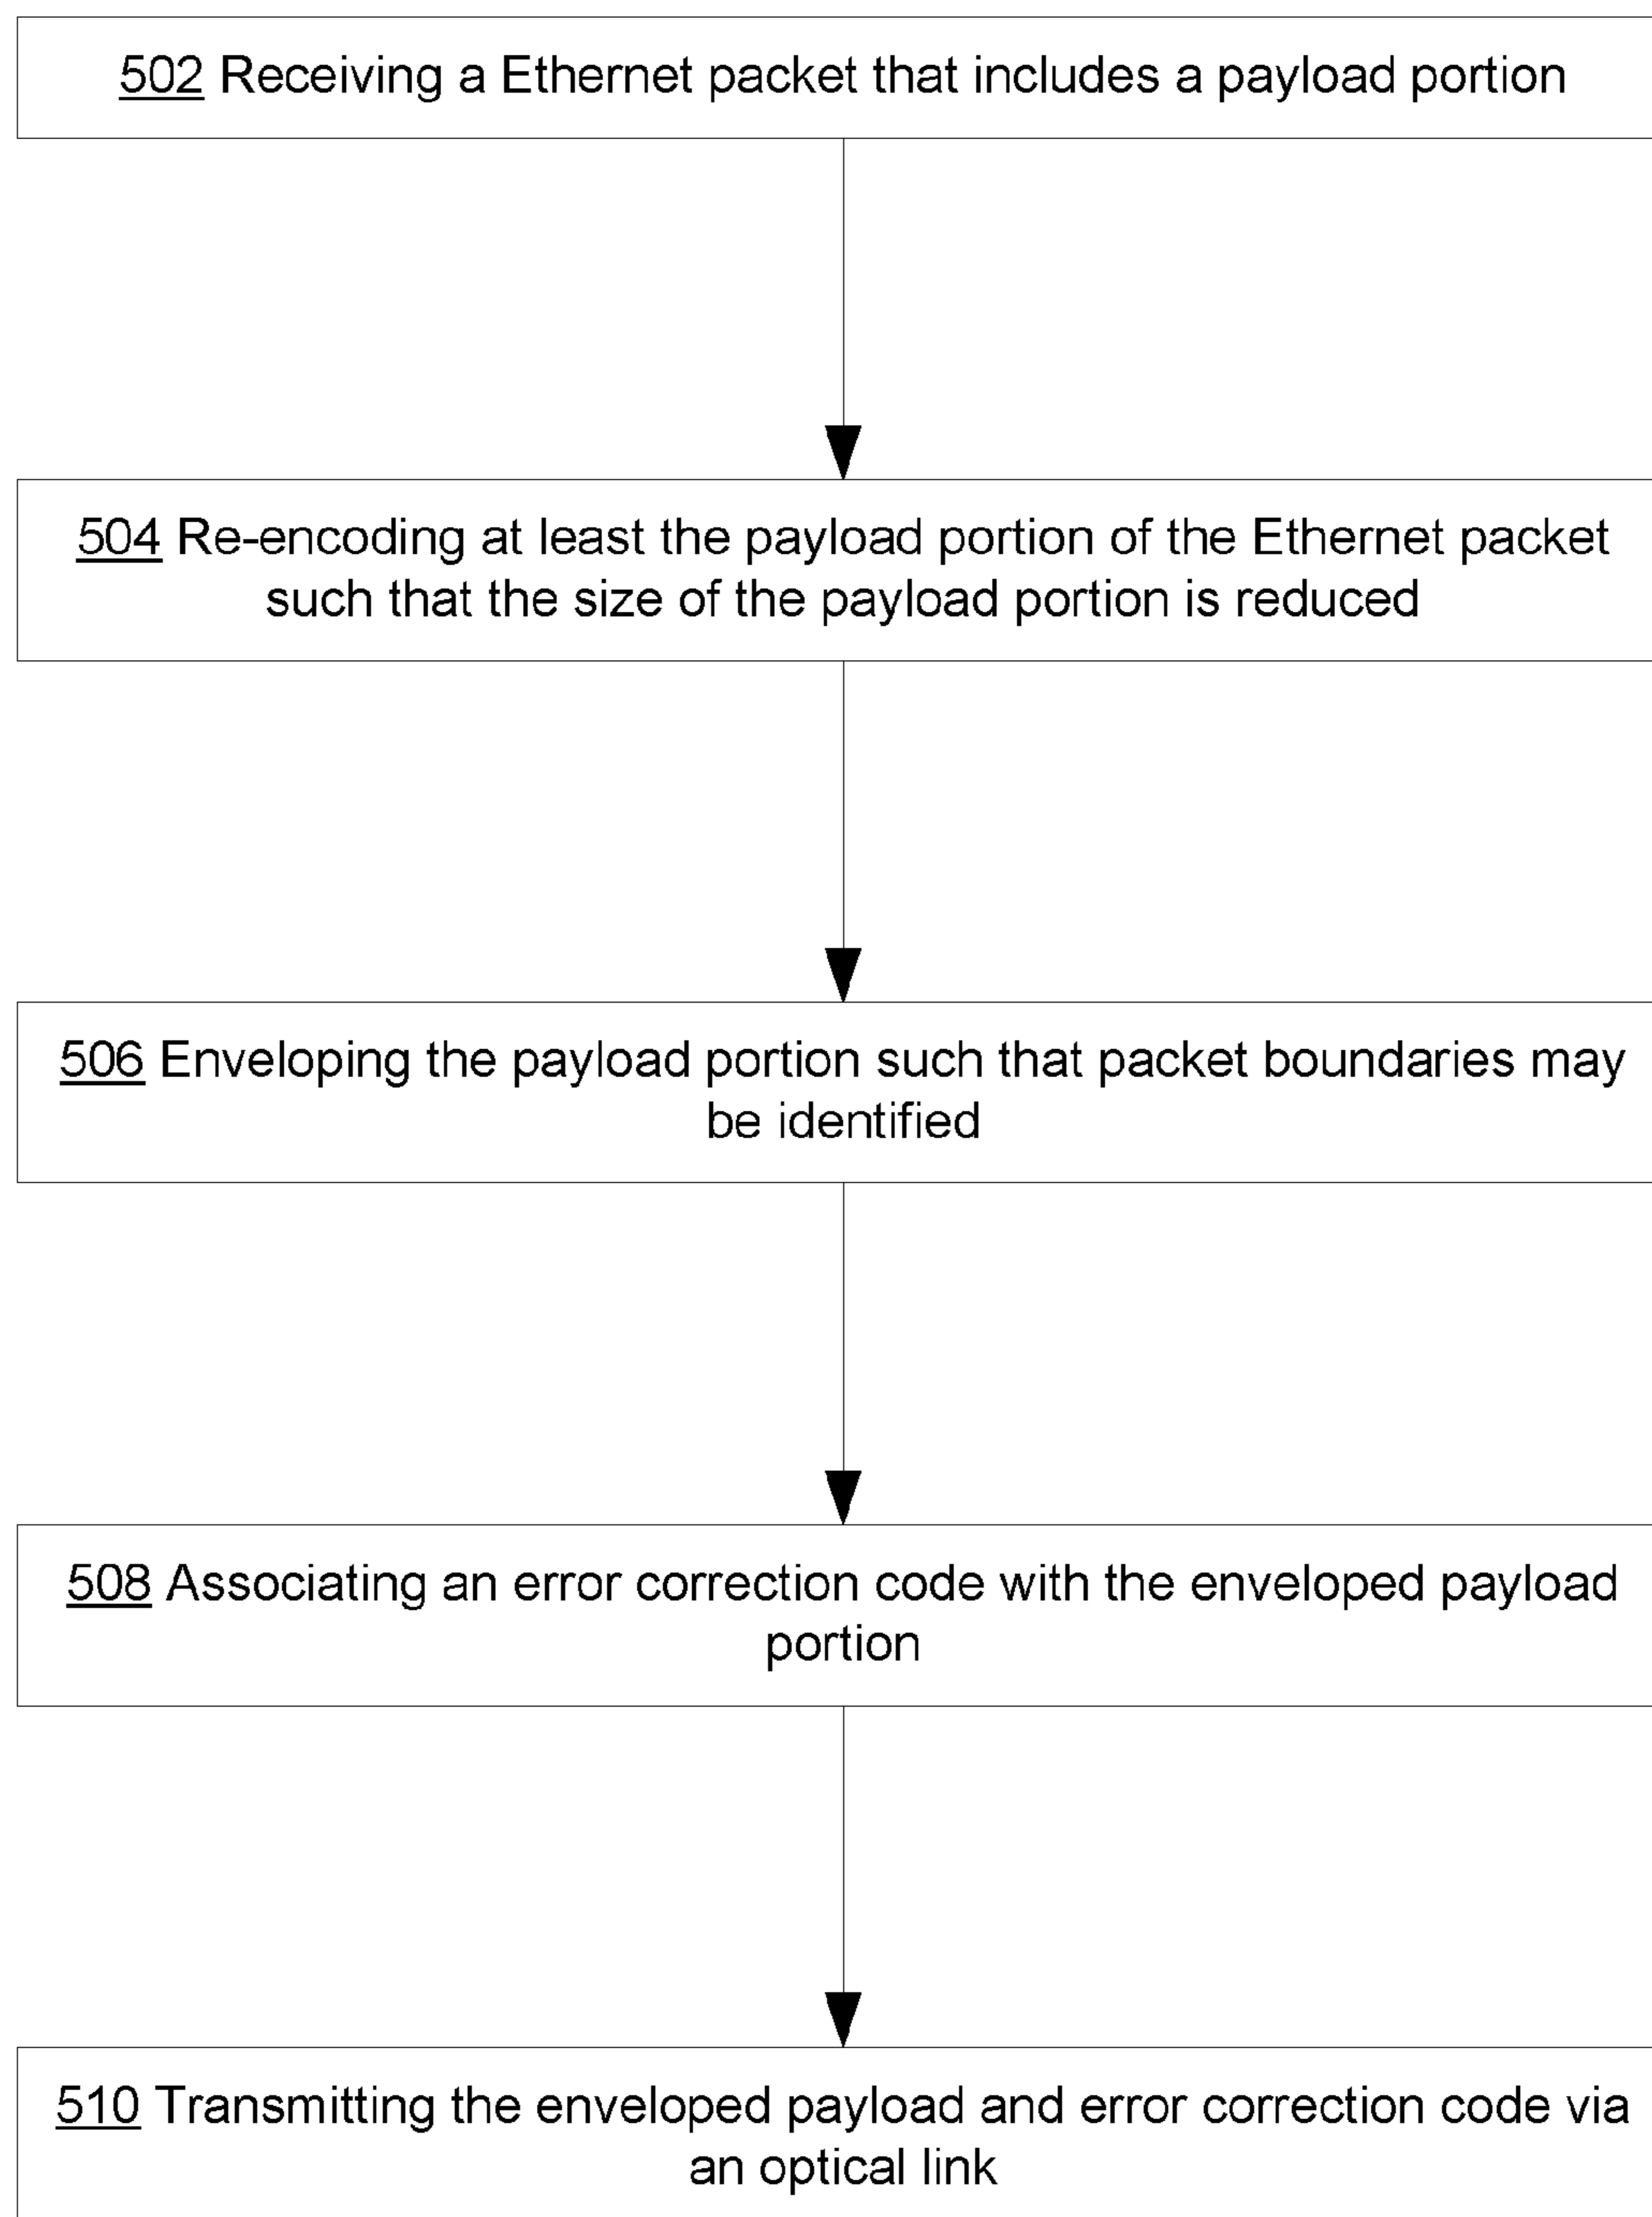 502 Receiving a Ethernet packet that includes a payload portion
504 Re-encoding at least the payload portion of the Ethernet packet
such that the size of the payload portion is reduced
506 Enveloping the payload portion such that packet boundaries may
be identified
508 Associating an error correction code with the enveloped payload
portion
510 Transmitting the enveloped payload and error correction code via
an optical link